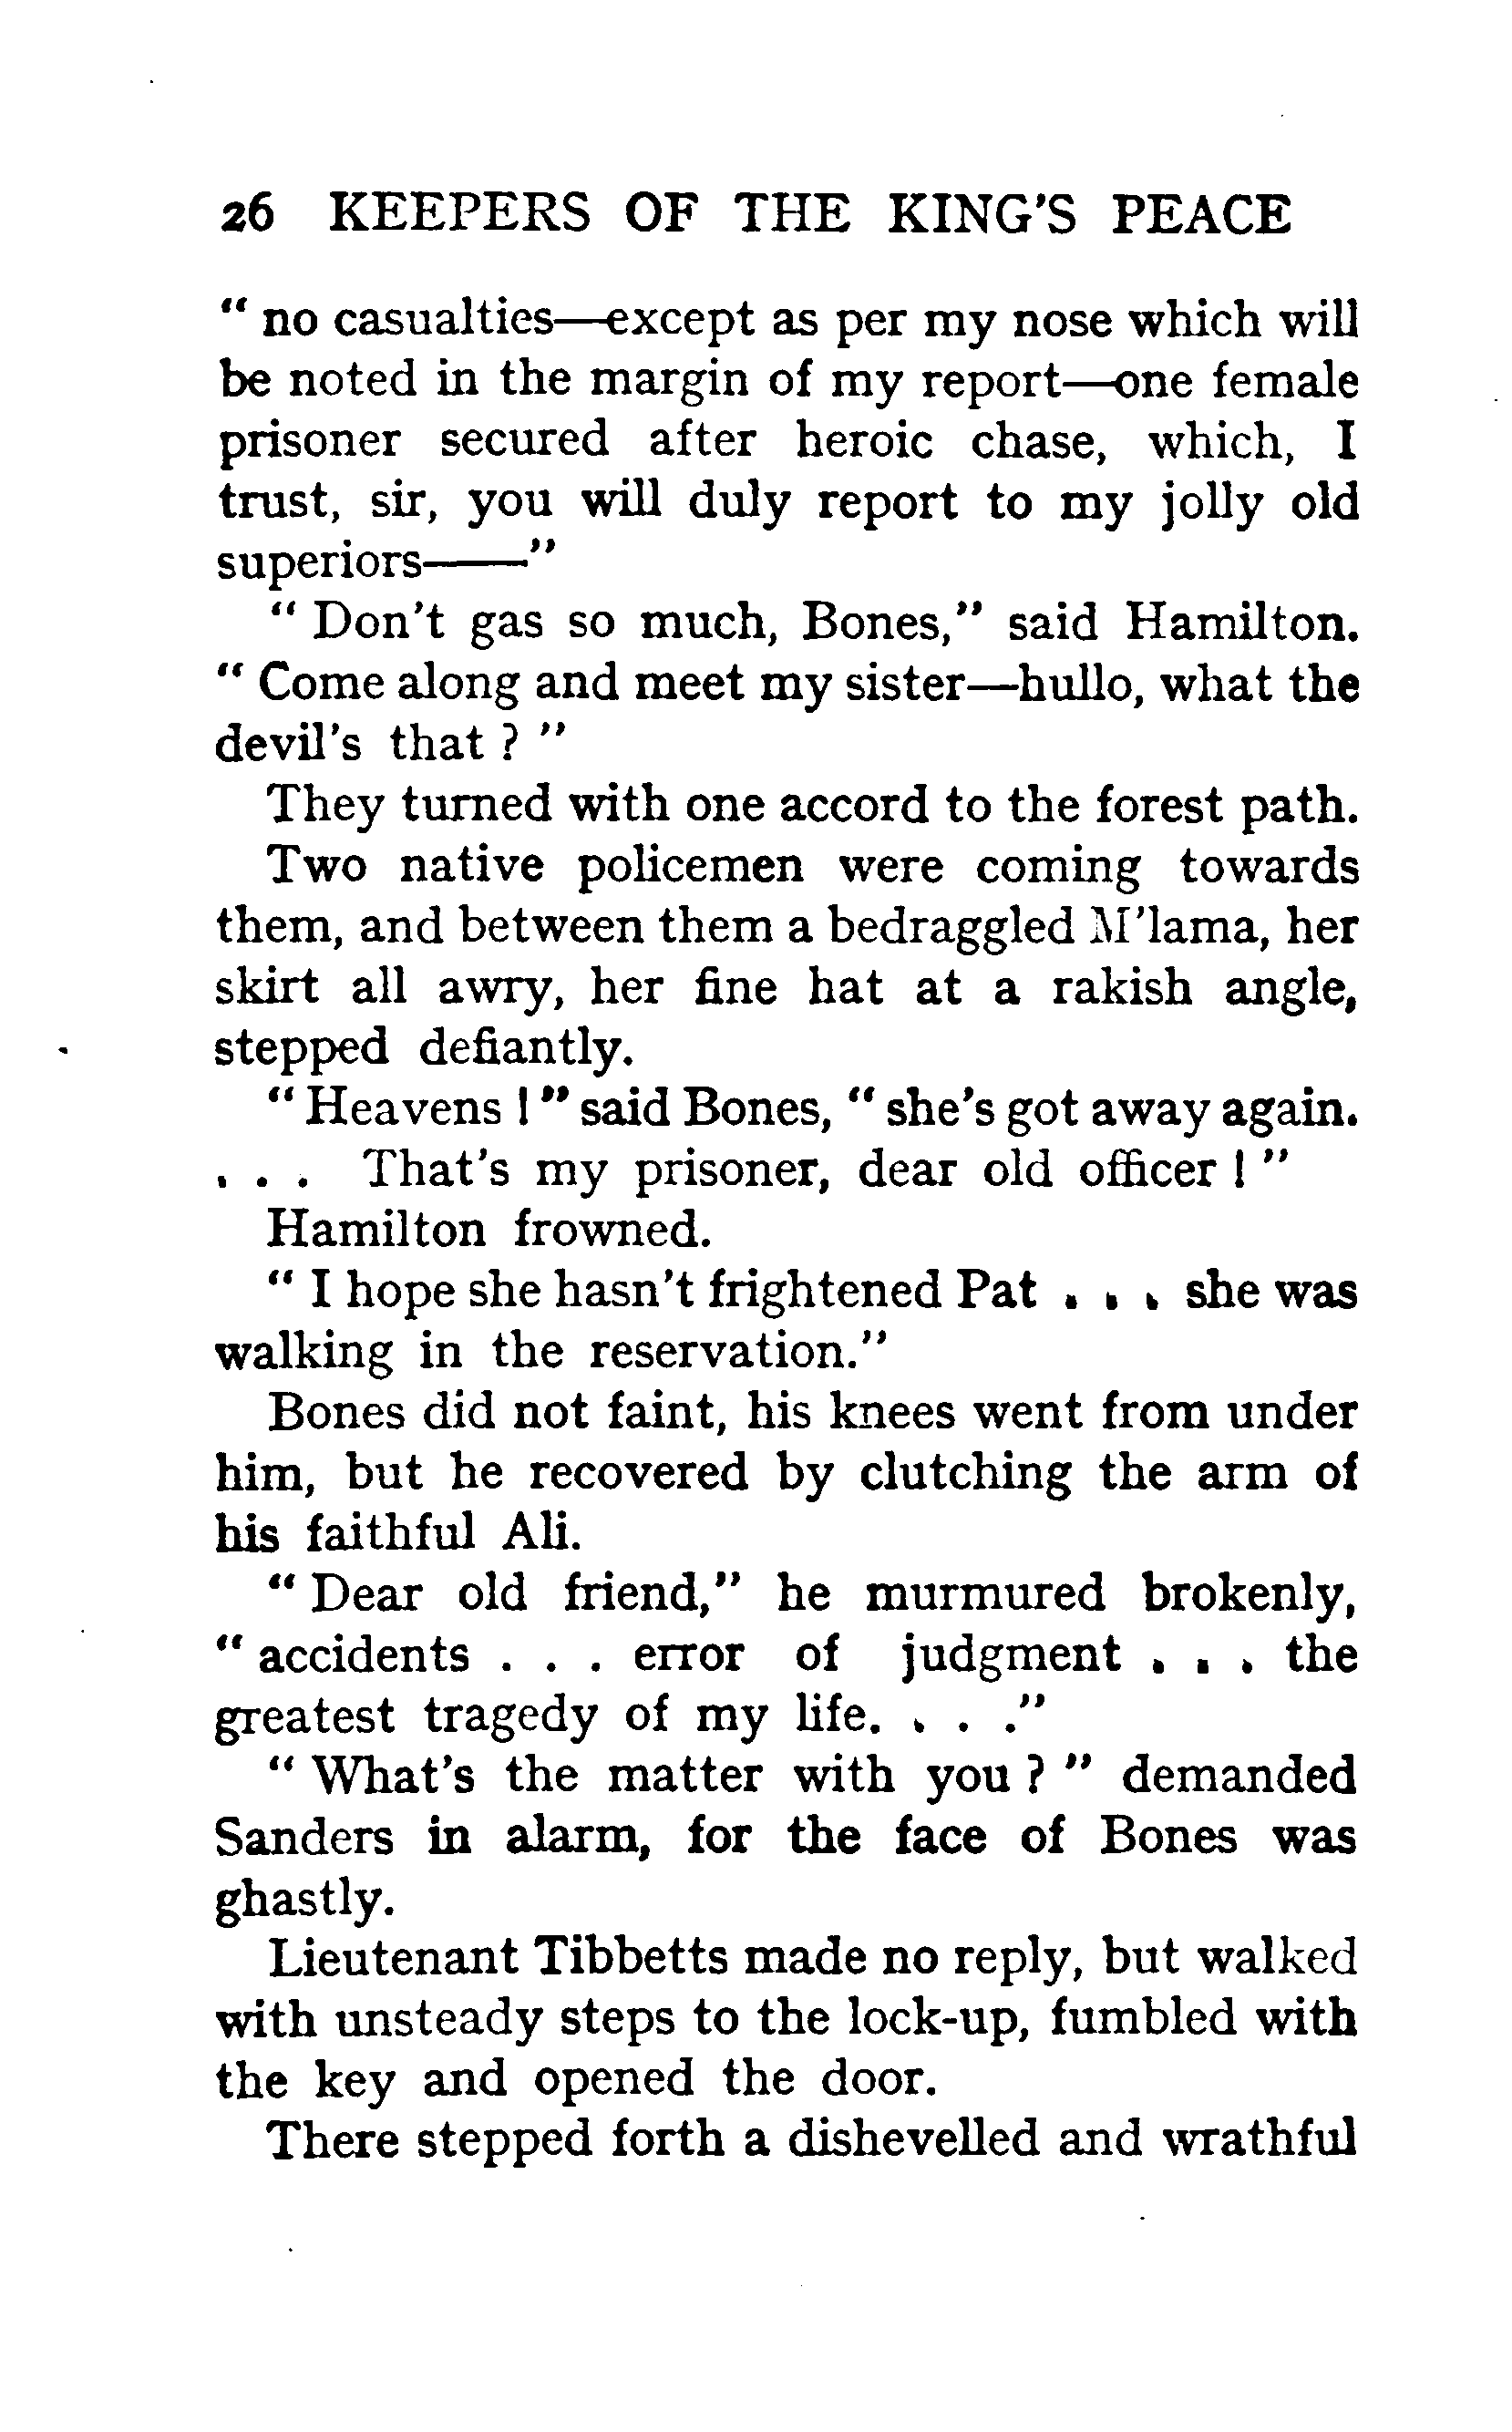 26 KEEPERS OF THE KING'S PEACE
" no casualties—except as per my nose which will
be noted in the margin of my report—one female
prisoner secured after heroic chase, which, I
trust, sir, you will duly report to my jolly old
superiors——"
" Don't gas so much, Bones," said Hamilton.
" Come along and meet my sister—hullo, what the
devil's that ? "
They turned with one accord to the forest path.
Two native policemen were coming towards
them, and between them a bedraggled M'lama, her
skirt all awry, her fine hat at a rakish angle,
stepped defiantly.
" Heavens ! " said Bones, " she's got away again.
. . . That's my prisoner, dear old officer ! "
Hamilton frowned.
" I hope she hasn't frightened Pat . . . she was
walking in the reservation."
Bones did not faint, his knees went from under
him, but he recovered by clutching the arm of
his faithful Ali.
" Dear old friend," he murmured brokenly,
" accidents . . . error of judgment . . . the
greatest tragedy of my life. . . ."
" What's the matter with you ? " demanded
Sanders in alarm, for the face of Bones was
ghastly.
Lieutenant Tibbetts made no reply, but walked
with unsteady steps to the lock-up, fumbled with
the key and opened the door.
There stepped forth a dishevelled and wrathful